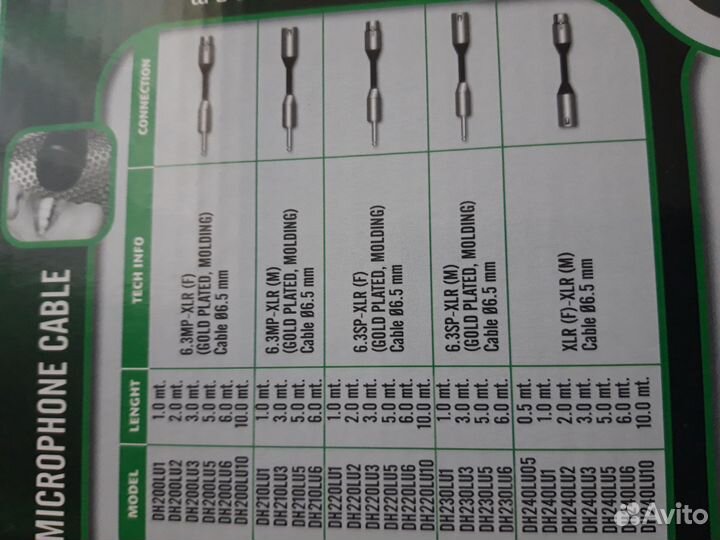 MICROPHONE CABLE
MODEL LENGHT TECH INFO CONNECTION
DH200LU1 1.0 mt.
DH200LU2 2.0 mt.
DH200LU3 3.0 mt. 6.3MP-XLR (F)
DH200LU5 5.0 mt. (GOLD PLATED, MOLDING)
DH200LU6 6.0 mt. Cable Ø6.5 mm
DH200LU10 10.0 mt.
DH210LU1 1.0 mt. 6.3MP-XLR (M)
DH210LU3 3.0 mt. (GOLD PLATED, MOLDING)
DH210LU5 5.0 mt. Cable Ø6.5 mm
DH210LU6 6.0 mt.
DH220LU1 1.0 mt.
DH220LU2 2.0 mt. 6.3SP-XLR (F)
DH220LU3 3.0 mt. (GOLD PLATED, MOLDING)
DH220LU5 5.0 mt. Cable Ø6.5 mm
DH220LU6 6.0 mt.
DH220LU10 10.0 mt.
DH230LU1 1.0 mt. 6.3SP-XLR (M)
DH230LU3 3.0 mt. (GOLD PLATED, MOLDING)
DH230LU5 5.0 mt. Cable Ø6.5 mm
DH230LU6 6.0 mt.
DH240LU05 0.5 mt.
DH240LU1 1.0 mt.
DH240LU2 2.0 mt. XLR (F)-XLR (M)
DH240LU3 3.0 mt. Cable Ø6.5 mm
DH240LU5 5.0 mt.
6.0 mt.
10.0 mt.
Avito